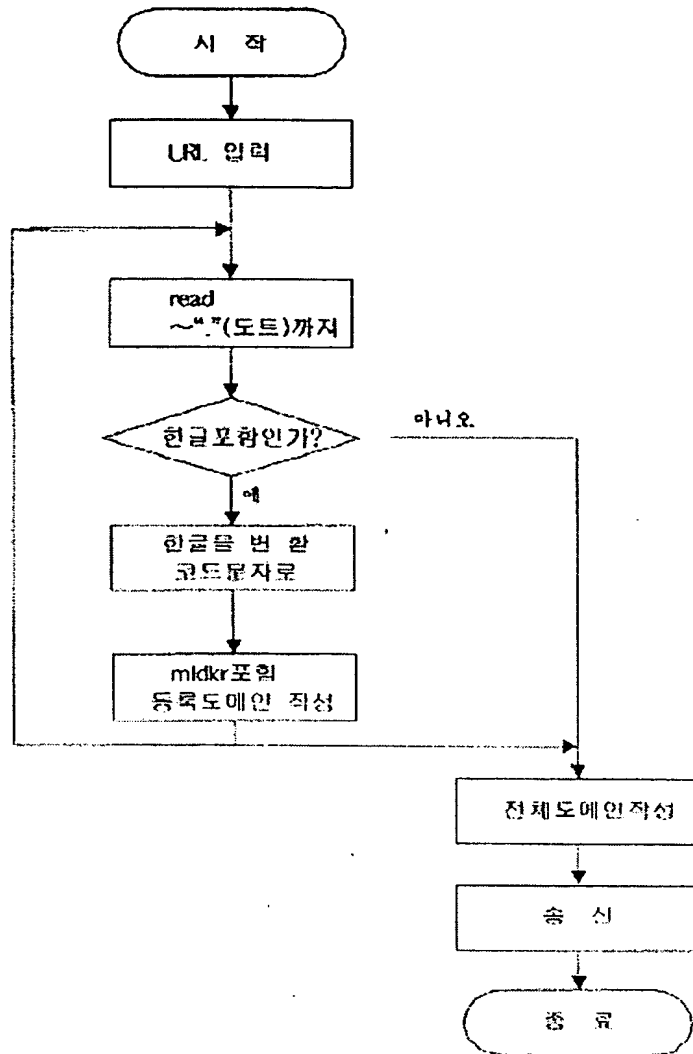 시 작
URL 입력
read
~“.”(도트)까지
한글포함인가?
아니오
예
한글을 변 환
코드문자로
mldkr포함
등록도메인 작성
전체도메인작성
송 신
종 료